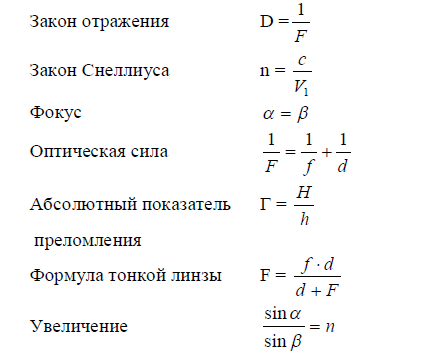 Закон отражения D = 1/F
Закон Снеллиуса n = c/V₁
Фокус α = β
Оптическая сила 1/F = 1/f + 1/d
Абсолютный показатель Г = H/h
преломления
Формула тонкой линзы F = f · d/d + F
Увеличение sin α/sin β = n